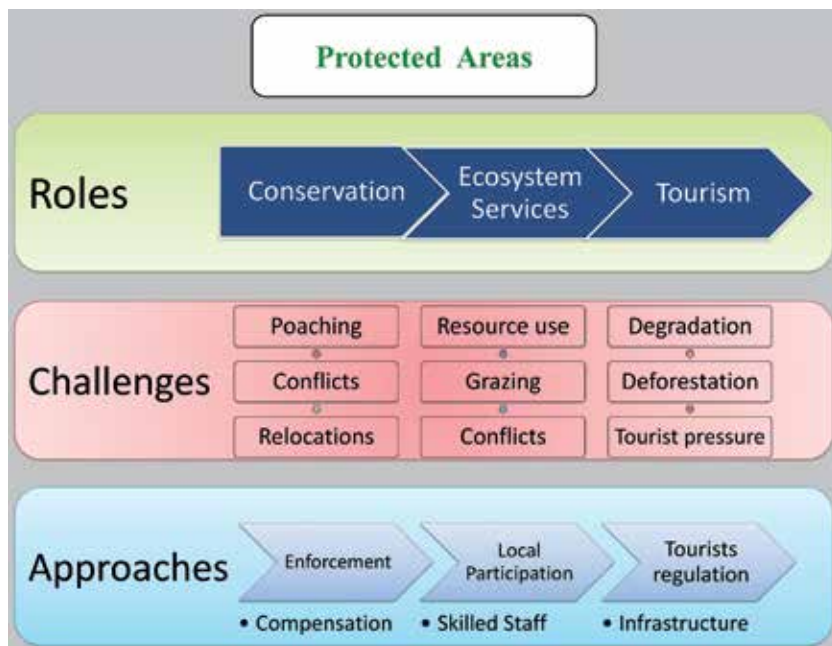 Protected Areas
Roles
Conservation
Ecosystem
Services
Tourism
Challenges
Poaching
Resource use
Degradation
Conflicts
Grazing
Deforestation
Relocations
Conflicts
Tourist pressure
Approaches
Enforcement
Local
Participation
Tourists
regulation
• Compensation
• Skilled Staff
• Infrastructure